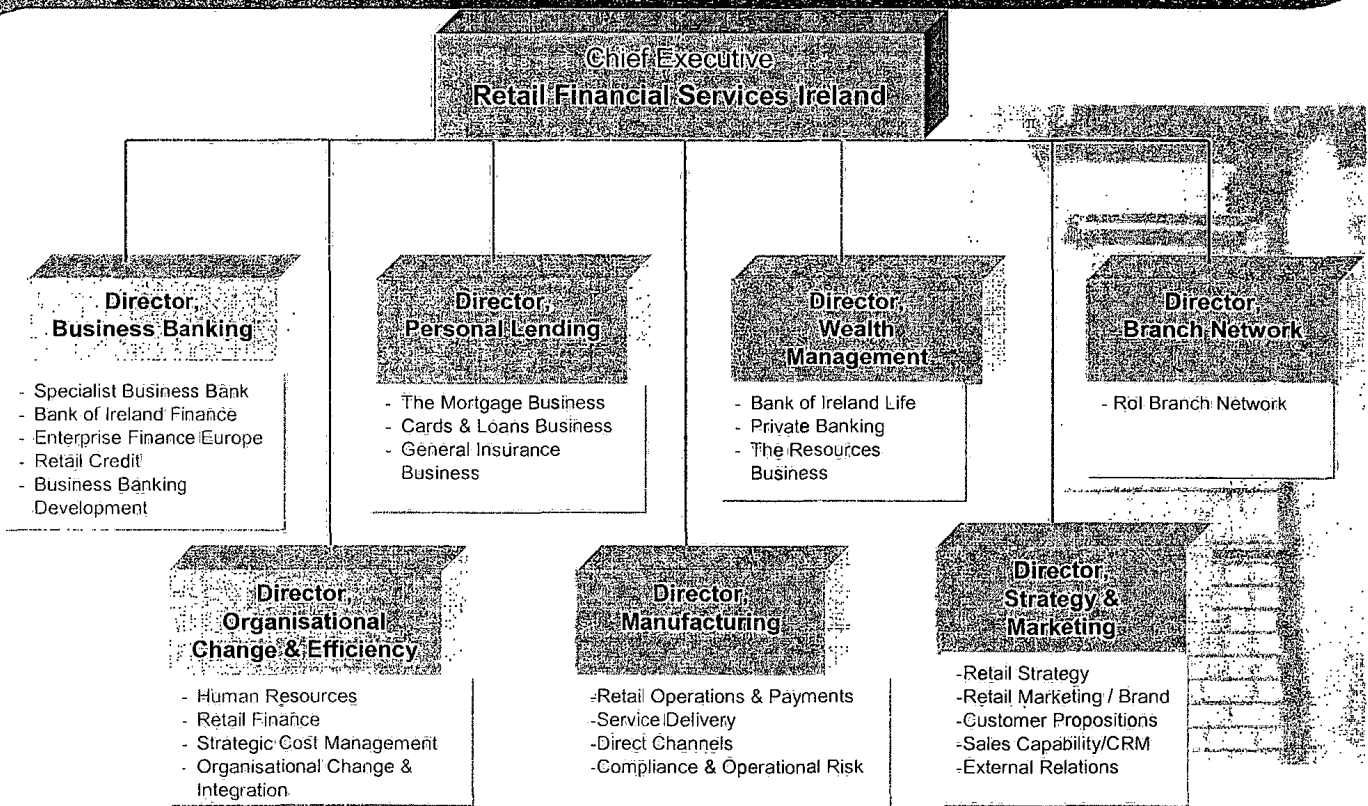 Chief Executive
Retail Financial Services Ireland
Director,
Business Banking
- Specialist Business Bank
- Bank of Ireland Finance
- Enterprise Finance Europe
- Retail Credit
- Business Banking
Development
Director,
Personal Lending
- The Mortgage Business
- Cards & Loans Business
- General Insurance
Business
Director,
Wealth
Management
- Bank of Ireland Life
- Private Banking
- The Resources
Business
Director,
Branch Network
- RoI Branch Network
Director,
Organisational
Change & Efficiency
- Human Resources
- Retail Finance
- Strategic Cost Management
- Organisational Change &
Integration
Director,
Manufacturing
-Retail Operations & Payments
-Service Delivery
-Direct Channels
-Compliance & Operational Risk
Director,
Strategy &
Marketing
-Retail Strategy
-Retail Marketing / Brand
-Customer Propositions
-Sales Capability/CRM
-External Relations